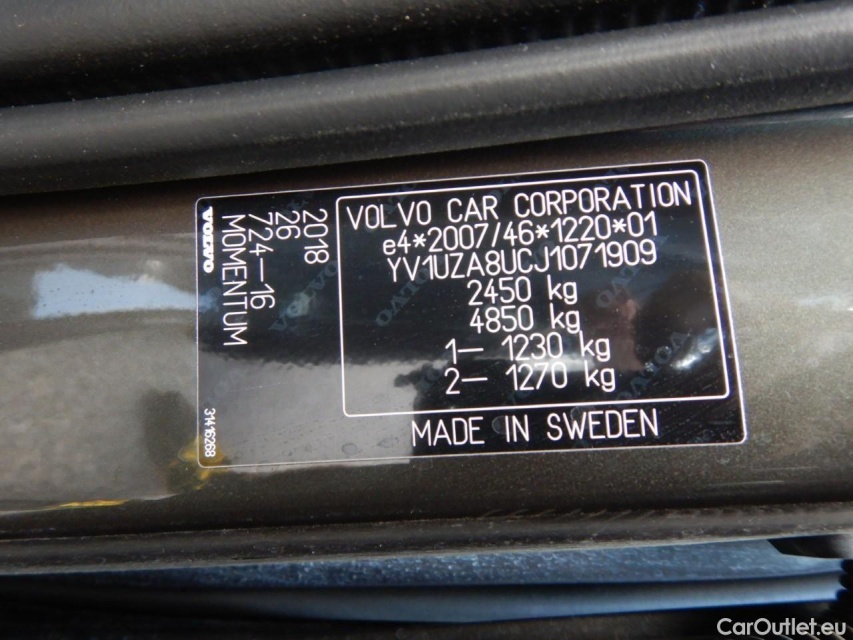 VOLVO CAR CORPORATION
e4*2007/46*1220*01
YV1UZA8UCJ1071909
2450 kg
4850 kg
1– 1230 kg
2– 1270 kg
MADE IN SWEDEN
2018
26
724–16
MOMENTUM
VOLVO
31416268
CarOutlet.eu